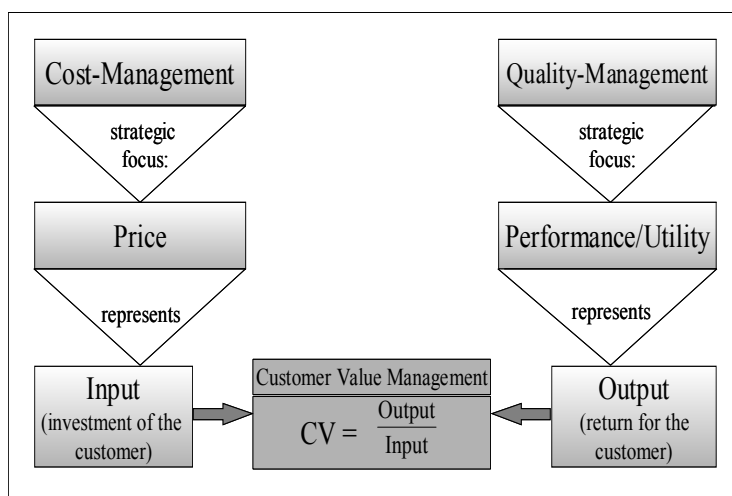 Cost-Management
strategic
focus:
Price
represents
Input
(investment of the
customer)
Quality-Management
strategic
focus:
Performance/Utility
represents
Output
(return for the
customer)
Customer Value Management
CV = Output
Input